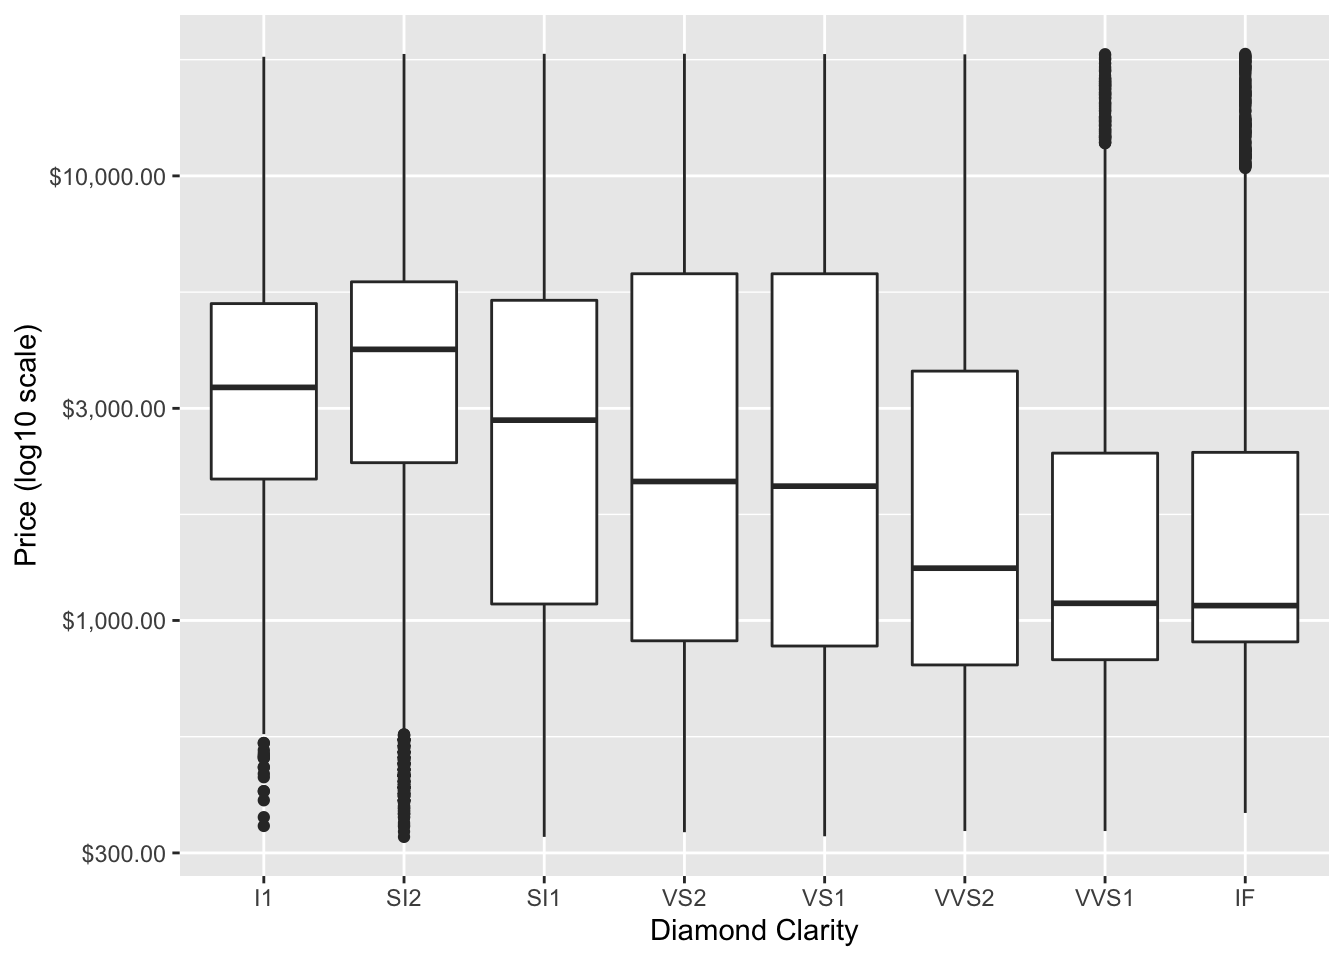 Price (log10 scale)
$10,000.00
$3,000.00
$1,000.00
$300.00
I1 SI2 SI1 VS2 VS1 VVS2 VVS1 IF
Diamond Clarity